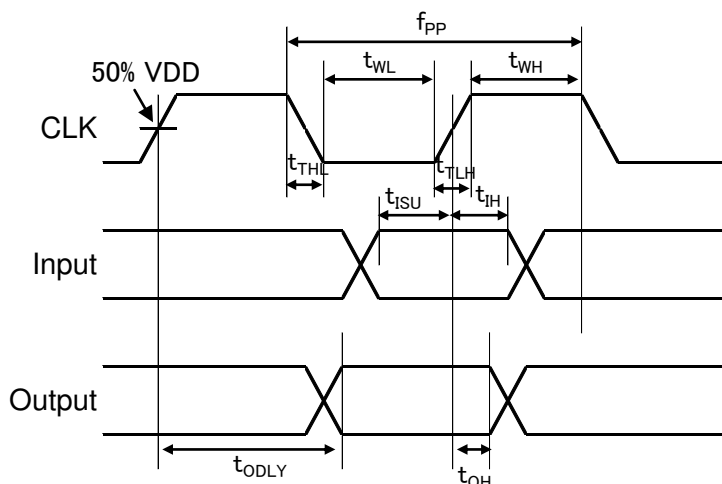 fPP
50% VDD
tWL
tWH
CLK
tTHL
tTLH
tISU
tIH
Input
Output
tODLY
tOH